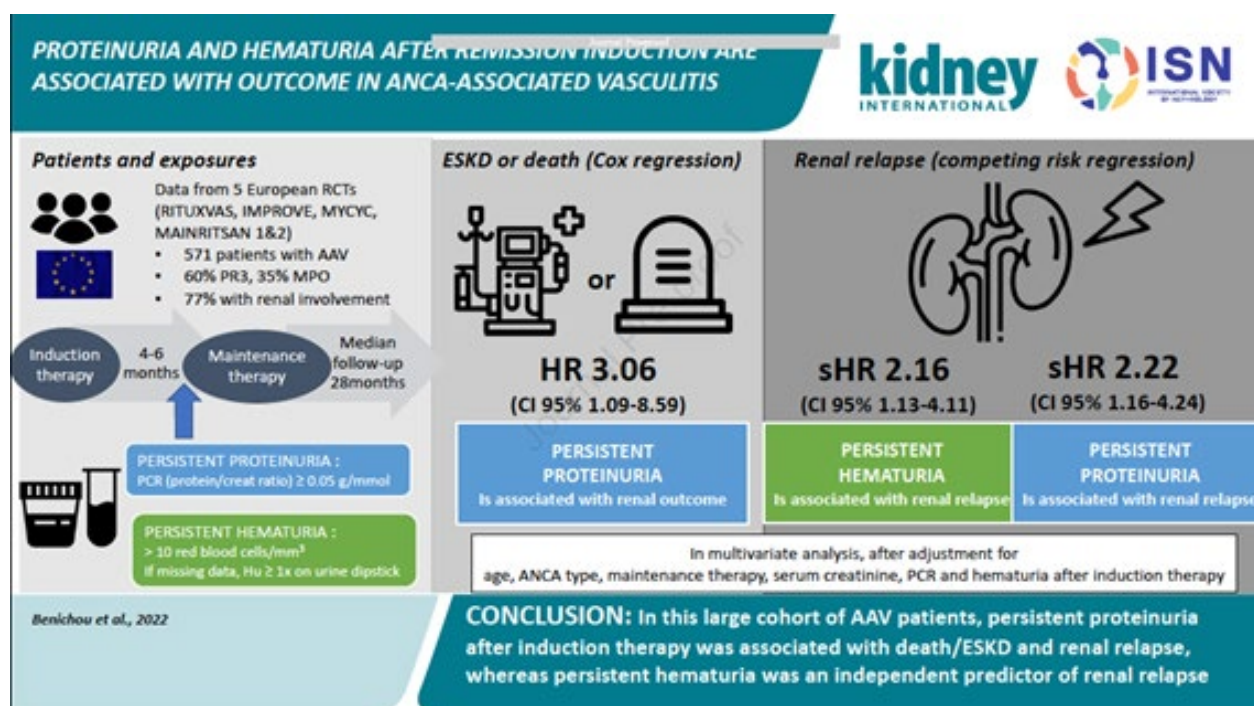 PROTEINURIA AND HEMATURIA AFTER REMISSION INDUCTION ARE
ASSOCIATED WITH OUTCOME IN ANCA-ASSOCIATED VASCULITIS
kidney
INTERNATIONAL
ISN
INTERNATIONAL SOCIETY
OF NEPHROLOGY
Patients and exposures
Data from 5 European RCTs
(RITUXVAS, IMPROVE, MYCYC,
MAINRITSAN 1&2)
• 571 patients with AAV
• 60% PR3, 35% MPO
• 77% with renal involvement
Induction
therapy
4-6
months
Maintenance
therapy
Median
follow-up
28months
PERSISTENT PROTEINURIA :
PCR (protein/creat ratio) ≥ 0.05 g/mmol
PERSISTENT HEMATURIA :
> 10 red blood cells/mm³
If missing data, Hu ≥ 1x on urine dipstick
ESKD or death (Cox regression)
or
HR 3.06
(CI 95% 1.09-8.59)
PERSISTENT
PROTEINURIA
Is associated with renal outcome
Renal relapse (competing risk regression)
sHR 2.16
(CI 95% 1.13-4.11)
PERSISTENT
HEMATURIA
Is associated with renal relapse
sHR 2.22
(CI 95% 1.16-4.24)
PERSISTENT
PROTEINURIA
Is associated with renal relapse
In multivariate analysis, after adjustment for
age, ANCA type, maintenance therapy, serum creatinine, PCR and hematuria after induction therapy
Benichou et al., 2022
CONCLUSION: In this large cohort of AAV patients, persistent proteinuria
after induction therapy was associated with death/ESKD and renal relapse,
whereas persistent hematuria was an independent predictor of renal relapse